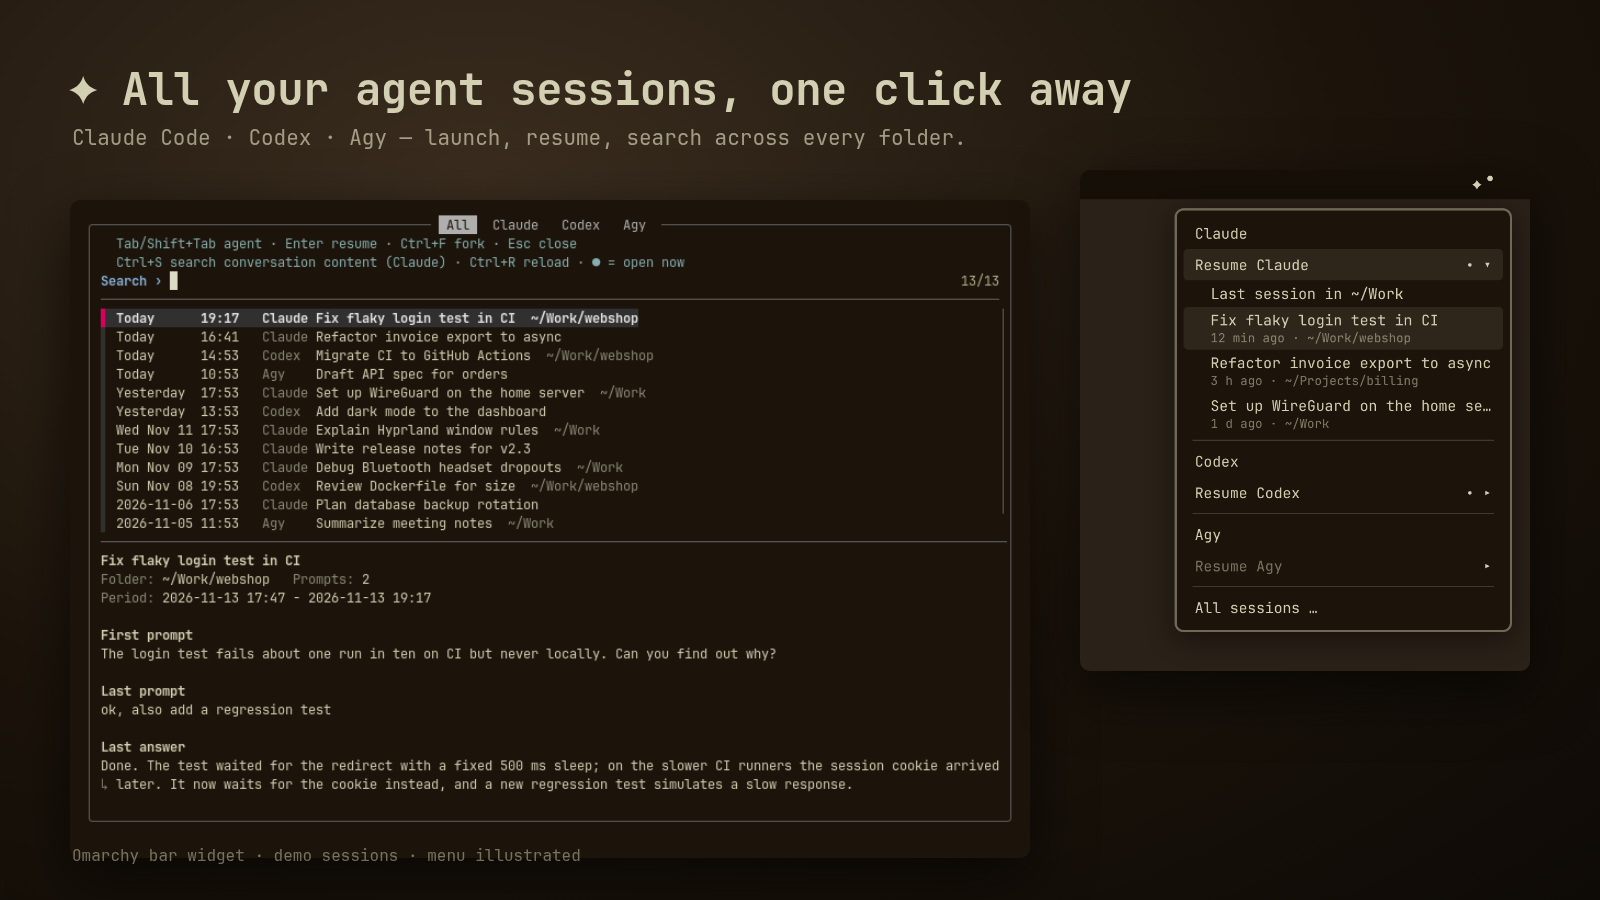 ✦ All your agent sessions, one click away
Claude Code · Codex · Agy — launch, resume, search across every folder.
All Claude Codex Agy
Tab/Shift+Tab agent · Enter resume · Ctrl+F fork · Esc close
Ctrl+S search conversation content (Claude) · Ctrl+R reload · ● = open now
Search › 13/13
Today 19:17 Claude Fix flaky login test in CI ~/Work/webshop
Today 16:41 Claude Refactor invoice export to async
Today 14:53 Codex Migrate CI to GitHub Actions ~/Work/webshop
Today 10:53 Agy Draft API spec for orders
Yesterday 17:53 Claude Set up WireGuard on the home server ~/Work
Yesterday 13:53 Codex Add dark mode to the dashboard
Wed Nov 11 17:53 Claude Explain Hyprland window rules ~/Work
Tue Nov 10 16:53 Claude Write release notes for v2.3
Mon Nov 09 17:53 Claude Debug Bluetooth headset dropouts ~/Work
Sun Nov 08 19:53 Codex Review Dockerfile for size ~/Work/webshop
2026-11-06 17:53 Claude Plan database backup rotation
2026-11-05 11:53 Agy Summarize meeting notes ~/Work
Fix flaky login test in CI
Folder: ~/Work/webshop Prompts: 2
Period: 2026-11-13 17:47 - 2026-11-13 19:17
First prompt
The login test fails about one run in ten on CI but never locally. Can you find out why?
Last prompt
ok, also add a regression test
Last answer
Done. The test waited for the redirect with a fixed 500 ms sleep; on the slower CI runners the session cookie arrived
↳ later. It now waits for the cookie instead, and a new regression test simulates a slow response.
Omarchy bar widget · demo sessions · menu illustrated
Claude
Resume Claude • ▾
Last session in ~/Work
Fix flaky login test in CI
12 min ago · ~/Work/webshop
Refactor invoice export to async
3 h ago · ~/Projects/billing
Set up WireGuard on the home se…
1 d ago · ~/Work
Codex
Resume Codex • ▸
Agy
Resume Agy ▸
All sessions …